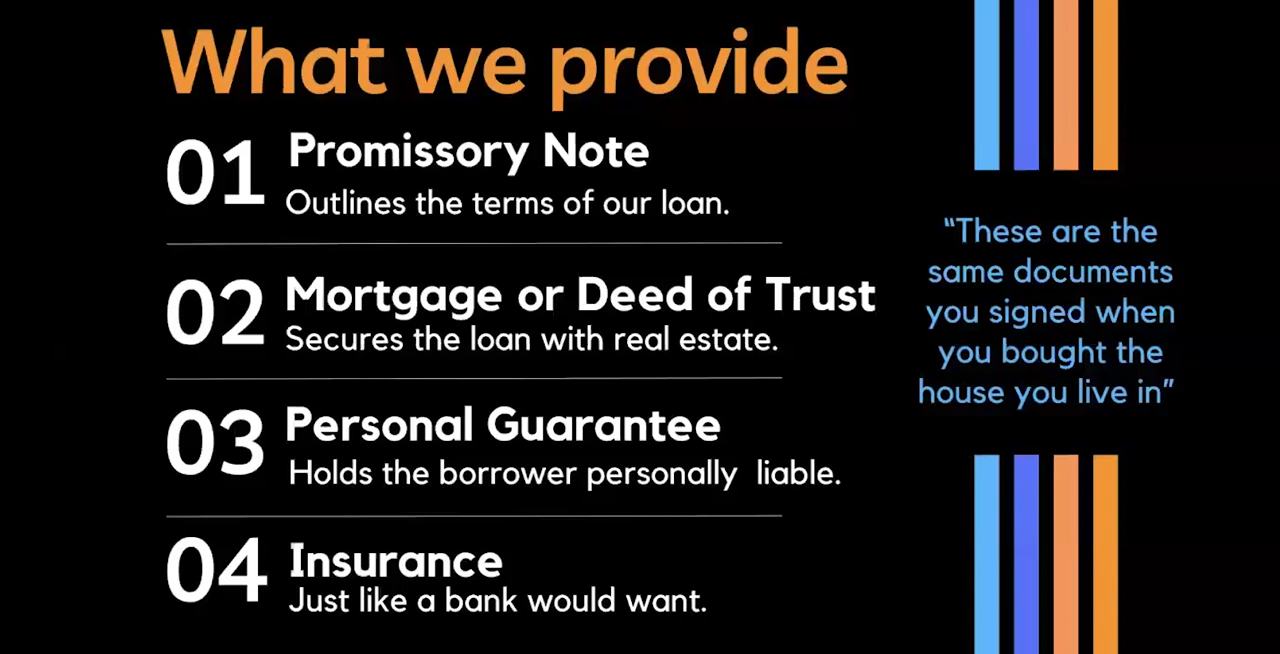 What we provide
01
Promissory Note
Outlines the terms of our loan.
02
Mortgage or Deed of Trust
Secures the loan with real estate.
03
Personal Guarantee
Holds the borrower personally  liable.
04
Insurance
Just like a bank would want.
“These are the
same documents
you signed when
you bought the
house you live in”